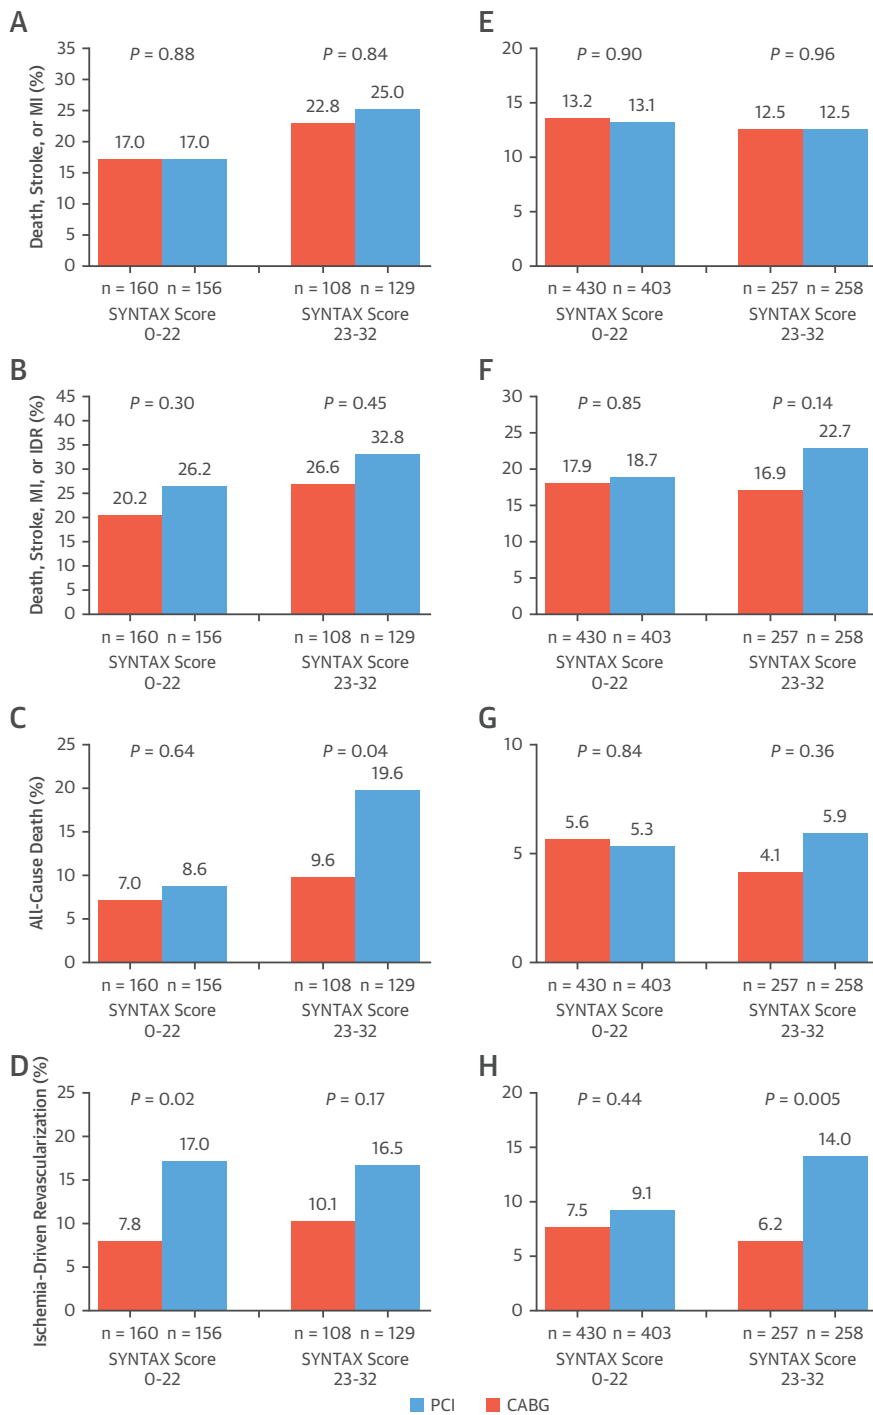 A
Death, Stroke, or MI (%)
35
30
25
20
15
10
5
0
P = 0.88
P = 0.84
17.0
17.0
22.8
25.0
n = 160 n = 156
n = 108 n = 129
SYNTAX Score
0-22
SYNTAX Score
23-32
E
20
15
10
5
0
P = 0.90
P = 0.96
13.2
13.1
12.5
12.5
n = 430 n = 403
n = 257 n = 258
SYNTAX Score
0-22
SYNTAX Score
23-32
B
Death, Stroke, MI, or IDR (%)
45
40
35
30
25
20
15
10
5
0
P = 0.30
P = 0.45
20.2
26.2
26.6
32.8
n = 160 n = 156
n = 108 n = 129
SYNTAX Score
0-22
SYNTAX Score
23-32
F
30
25
20
15
10
5
0
P = 0.85
P = 0.14
17.9
18.7
16.9
22.7
n = 430 n = 403
n = 257 n = 258
SYNTAX Score
0-22
SYNTAX Score
23-32
C
All-Cause Death (%)
25
20
15
10
5
0
P = 0.64
P = 0.04
7.0
8.6
9.6
19.6
n = 160 n = 156
n = 108 n = 129
SYNTAX Score
0-22
SYNTAX Score
23-32
G
10
5
0
P = 0.84
P = 0.36
5.6
5.3
4.1
5.9
n = 430 n = 403
n = 257 n = 258
SYNTAX Score
0-22
SYNTAX Score
23-32
D
Ischemia-Driven Revascularization (%)
25
20
15
10
5
0
P = 0.02
P = 0.17
7.8
17.0
10.1
16.5
n = 160 n = 156
n = 108 n = 129
SYNTAX Score
0-22
SYNTAX Score
23-32
H
20
15
10
5
0
P = 0.44
P = 0.005
7.5
9.1
6.2
14.0
n = 430 n = 403
n = 257 n = 258
SYNTAX Score
0-22
SYNTAX Score
23-32
PCI
CABG